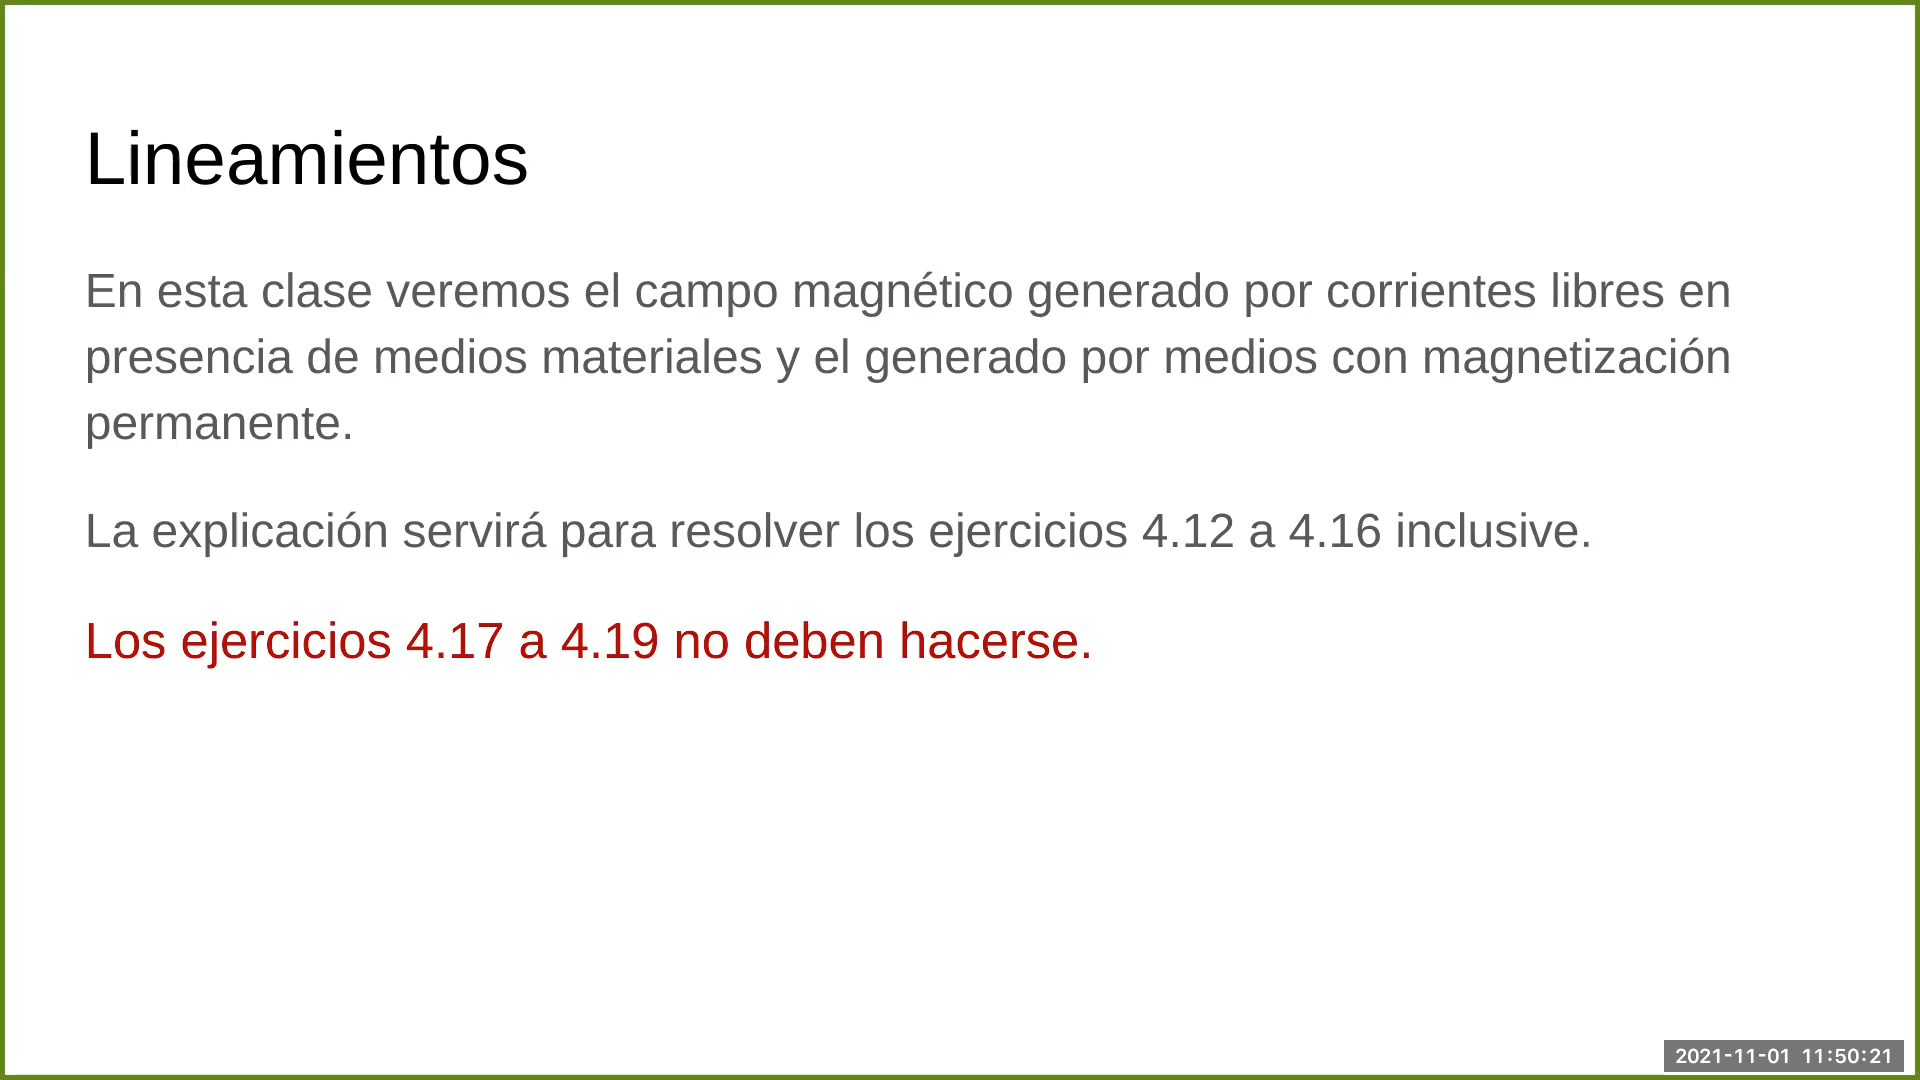 Lineamientos
En esta clase veremos el campo magnético generado por corrientes libres en
presencia de medios materiales y el generado por medios con magnetización
permanente.
La explicación servirá para resolver los ejercicios 4.12 a 4.16 inclusive.
Los ejercicios 4.17 a 4.19 no deben hacerse.
2021-11-01 11:50:21